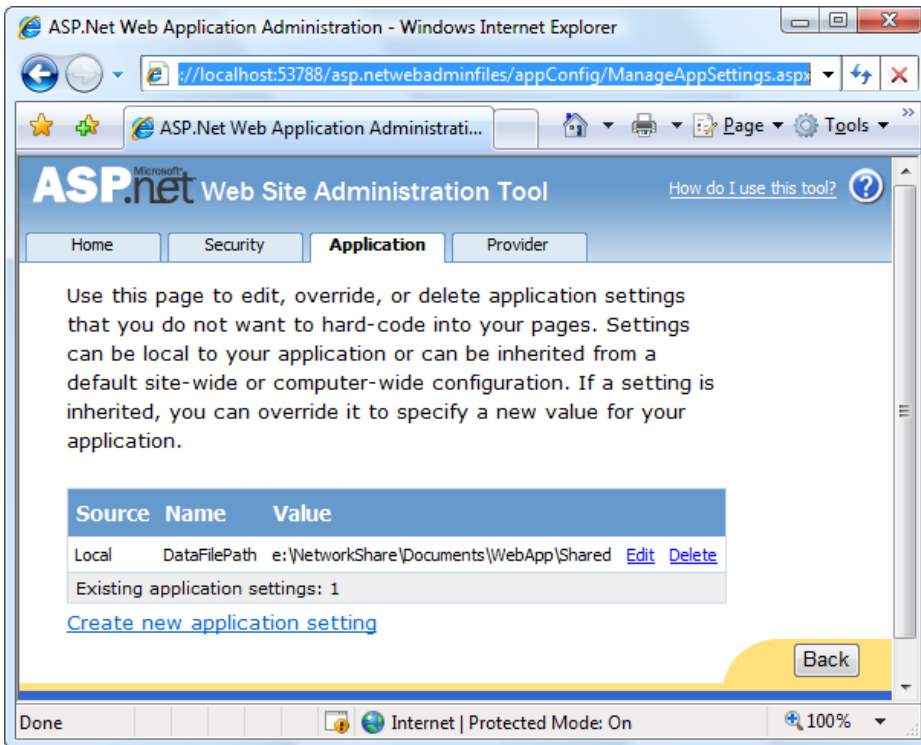 ASP.Net Web Application Administration - Windows Internet Explorer
://localhost:53788/asp.netwebadminfiles/appConfig/ManageAppSettings.aspx
ASP.Net Web Application Administrati...
Page Tools »
Microsoft
ASP.net Web Site Administration Tool How do I use this tool? ?
Home Security Application Provider
Use this page to edit, override, or delete application settings
that you do not want to hard-code into your pages. Settings
can be local to your application or can be inherited from a
default site-wide or computer-wide configuration. If a setting is
inherited, you can override it to specify a new value for your
application.
Source Name Value
Local DataFilePath e:\NetworkShare\Documents\WebApp\Shared Edit Delete
Existing application settings: 1
Create new application setting
Back
Done Internet | Protected Mode: On 100%